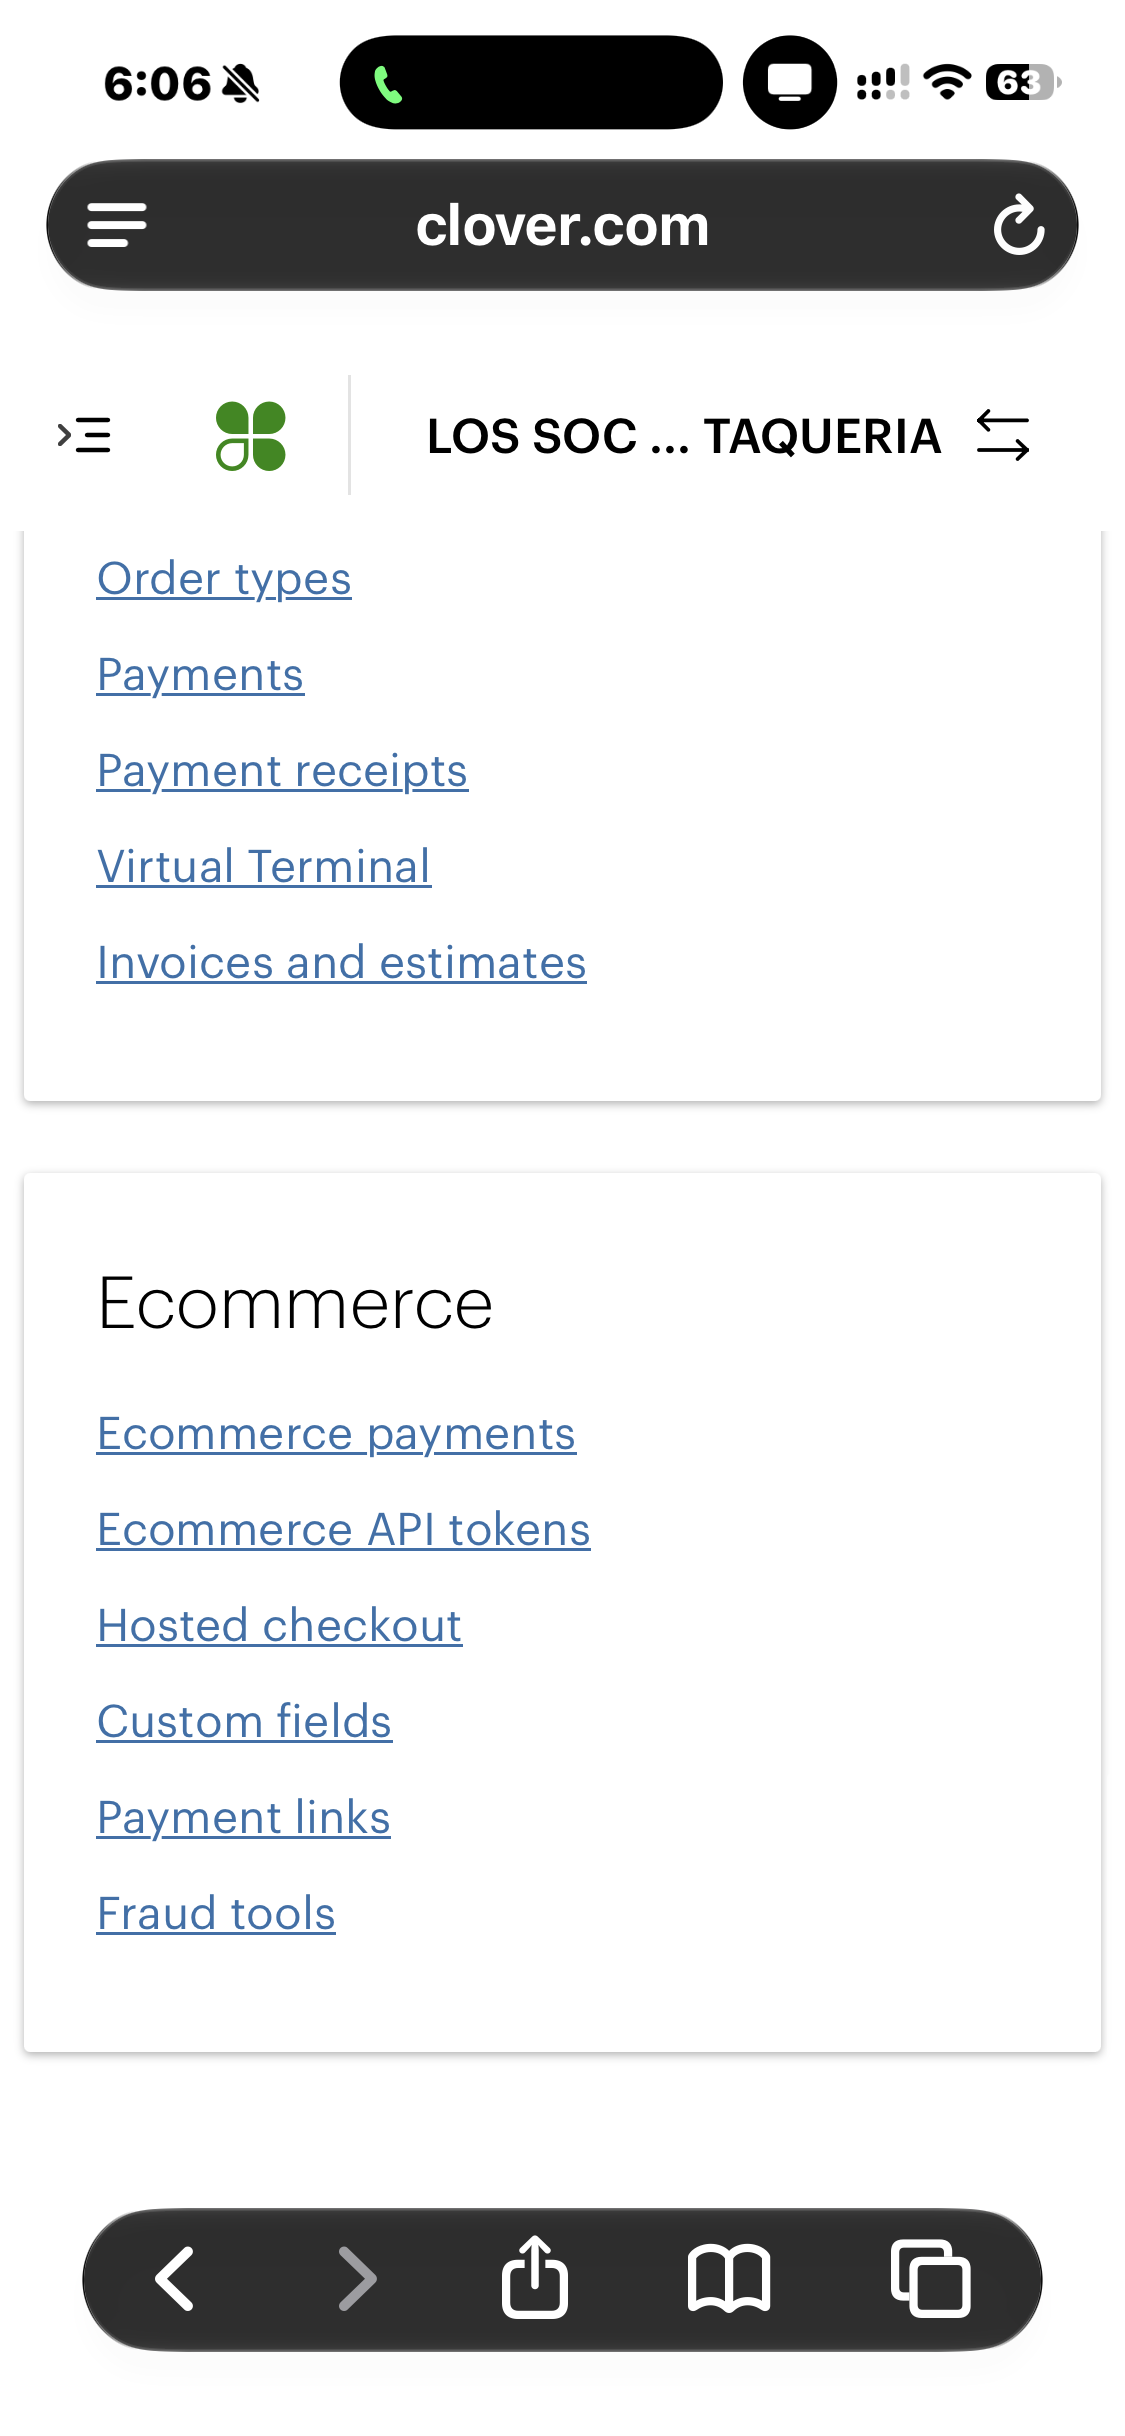 6:06
63
clover.com
LOS SOC ... TAQUERIA
Order types
Payments
Payment receipts
Virtual Terminal
Invoices and estimates
Ecommerce
Ecommerce payments
Ecommerce API tokens
Hosted checkout
Custom fields
Payment links
Fraud tools